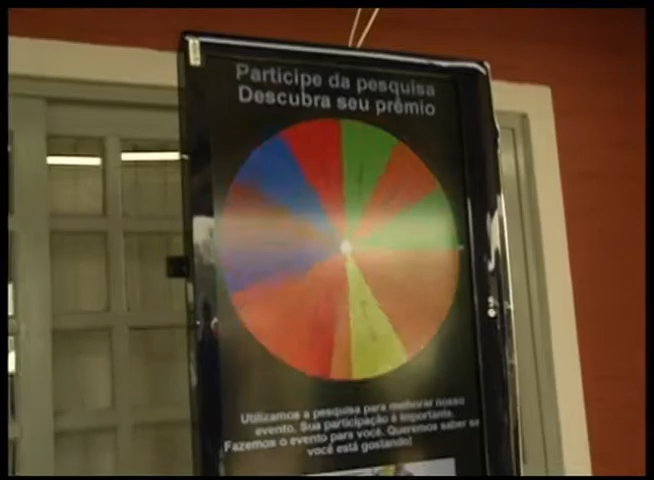 Participe da pesquisa
Descubra seu prêmio
Utilizamos a pesquisa para melhorar nosso
evento. Sua participação é importante.
Fazemos o evento para você. Queremos saber se
você está gostando!